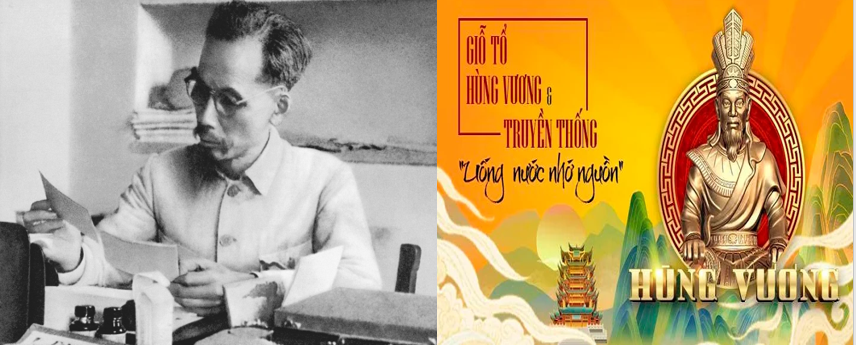 GIỖ TỔ
HÙNG VƯƠNG &
TRUYỀN THỐNG
"Uống nước nhớ nguồn"
HÙNG VƯƠNG